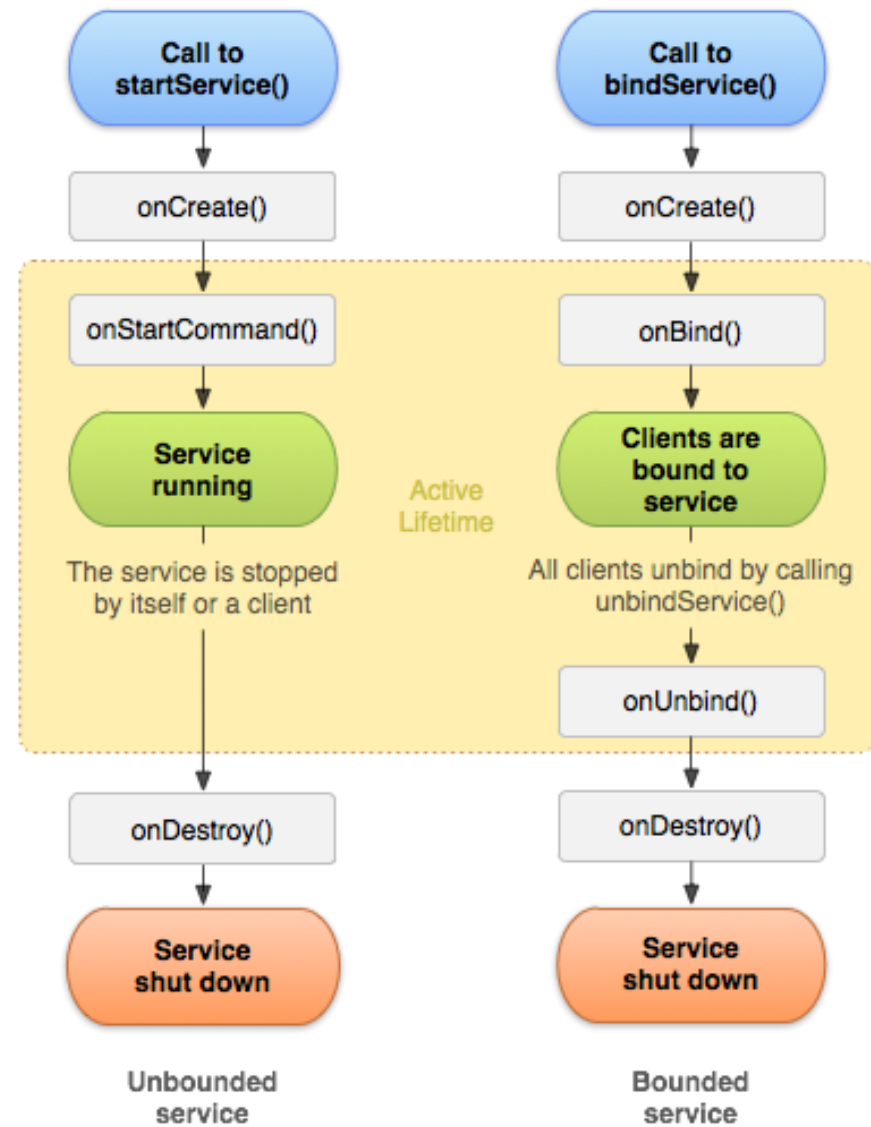 Call to
startService()
onCreate()
onStartCommand()
Service
running
The service is stopped
by itself or a client
onDestroy()
Service
shut down
Unbounded
service
Active
Lifetime
Call to
bindService()
onCreate()
onBind()
Clients are
bound to
service
All clients unbind by calling
unbindService()
onUnbind()
onDestroy()
Service
shut down
Bounded
service